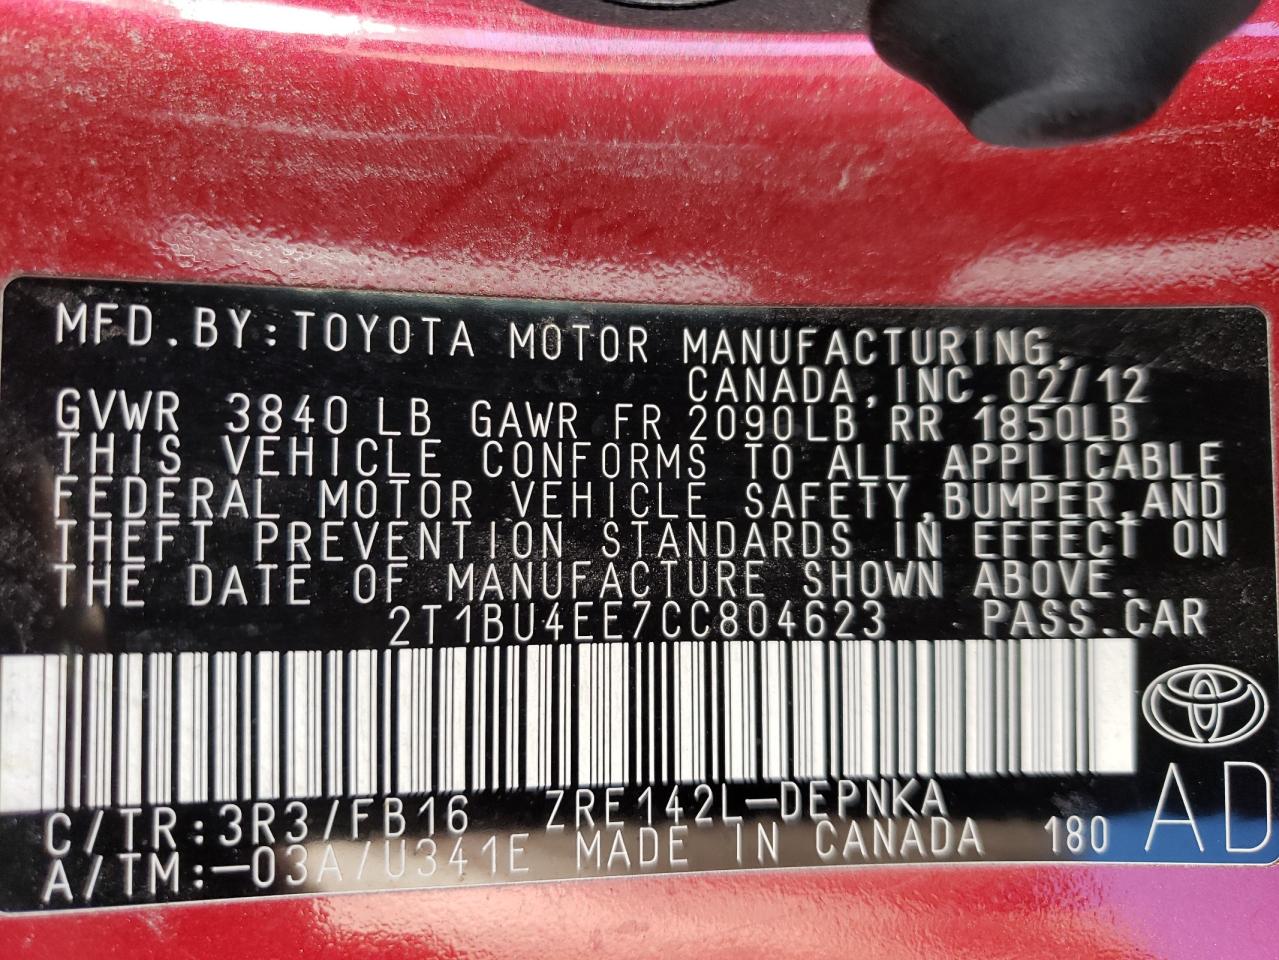 MFD.BY:TOYOTA MOTOR MANUFACTURING,
CANADA,INC.02/12
GVWR 3840 LB GAWR FR 2090LB RR 1850LB
THIS VEHICLE CONFORMS TO ALL APPLICABLE
FEDERAL MOTOR VEHICLE SAFETY,BUMPER,AND
THEFT PREVENTION STANDARDS IN EFFECT ON
THE DATE OF MANUFACTURE SHOWN ABOVE.
2T1BU4EE7CC804623 PASS.CAR
C/TR:3R3/FB16 ZRE142L-DEPNKA
A/TM:-03A/U341E MADE IN CANADA 180 AD